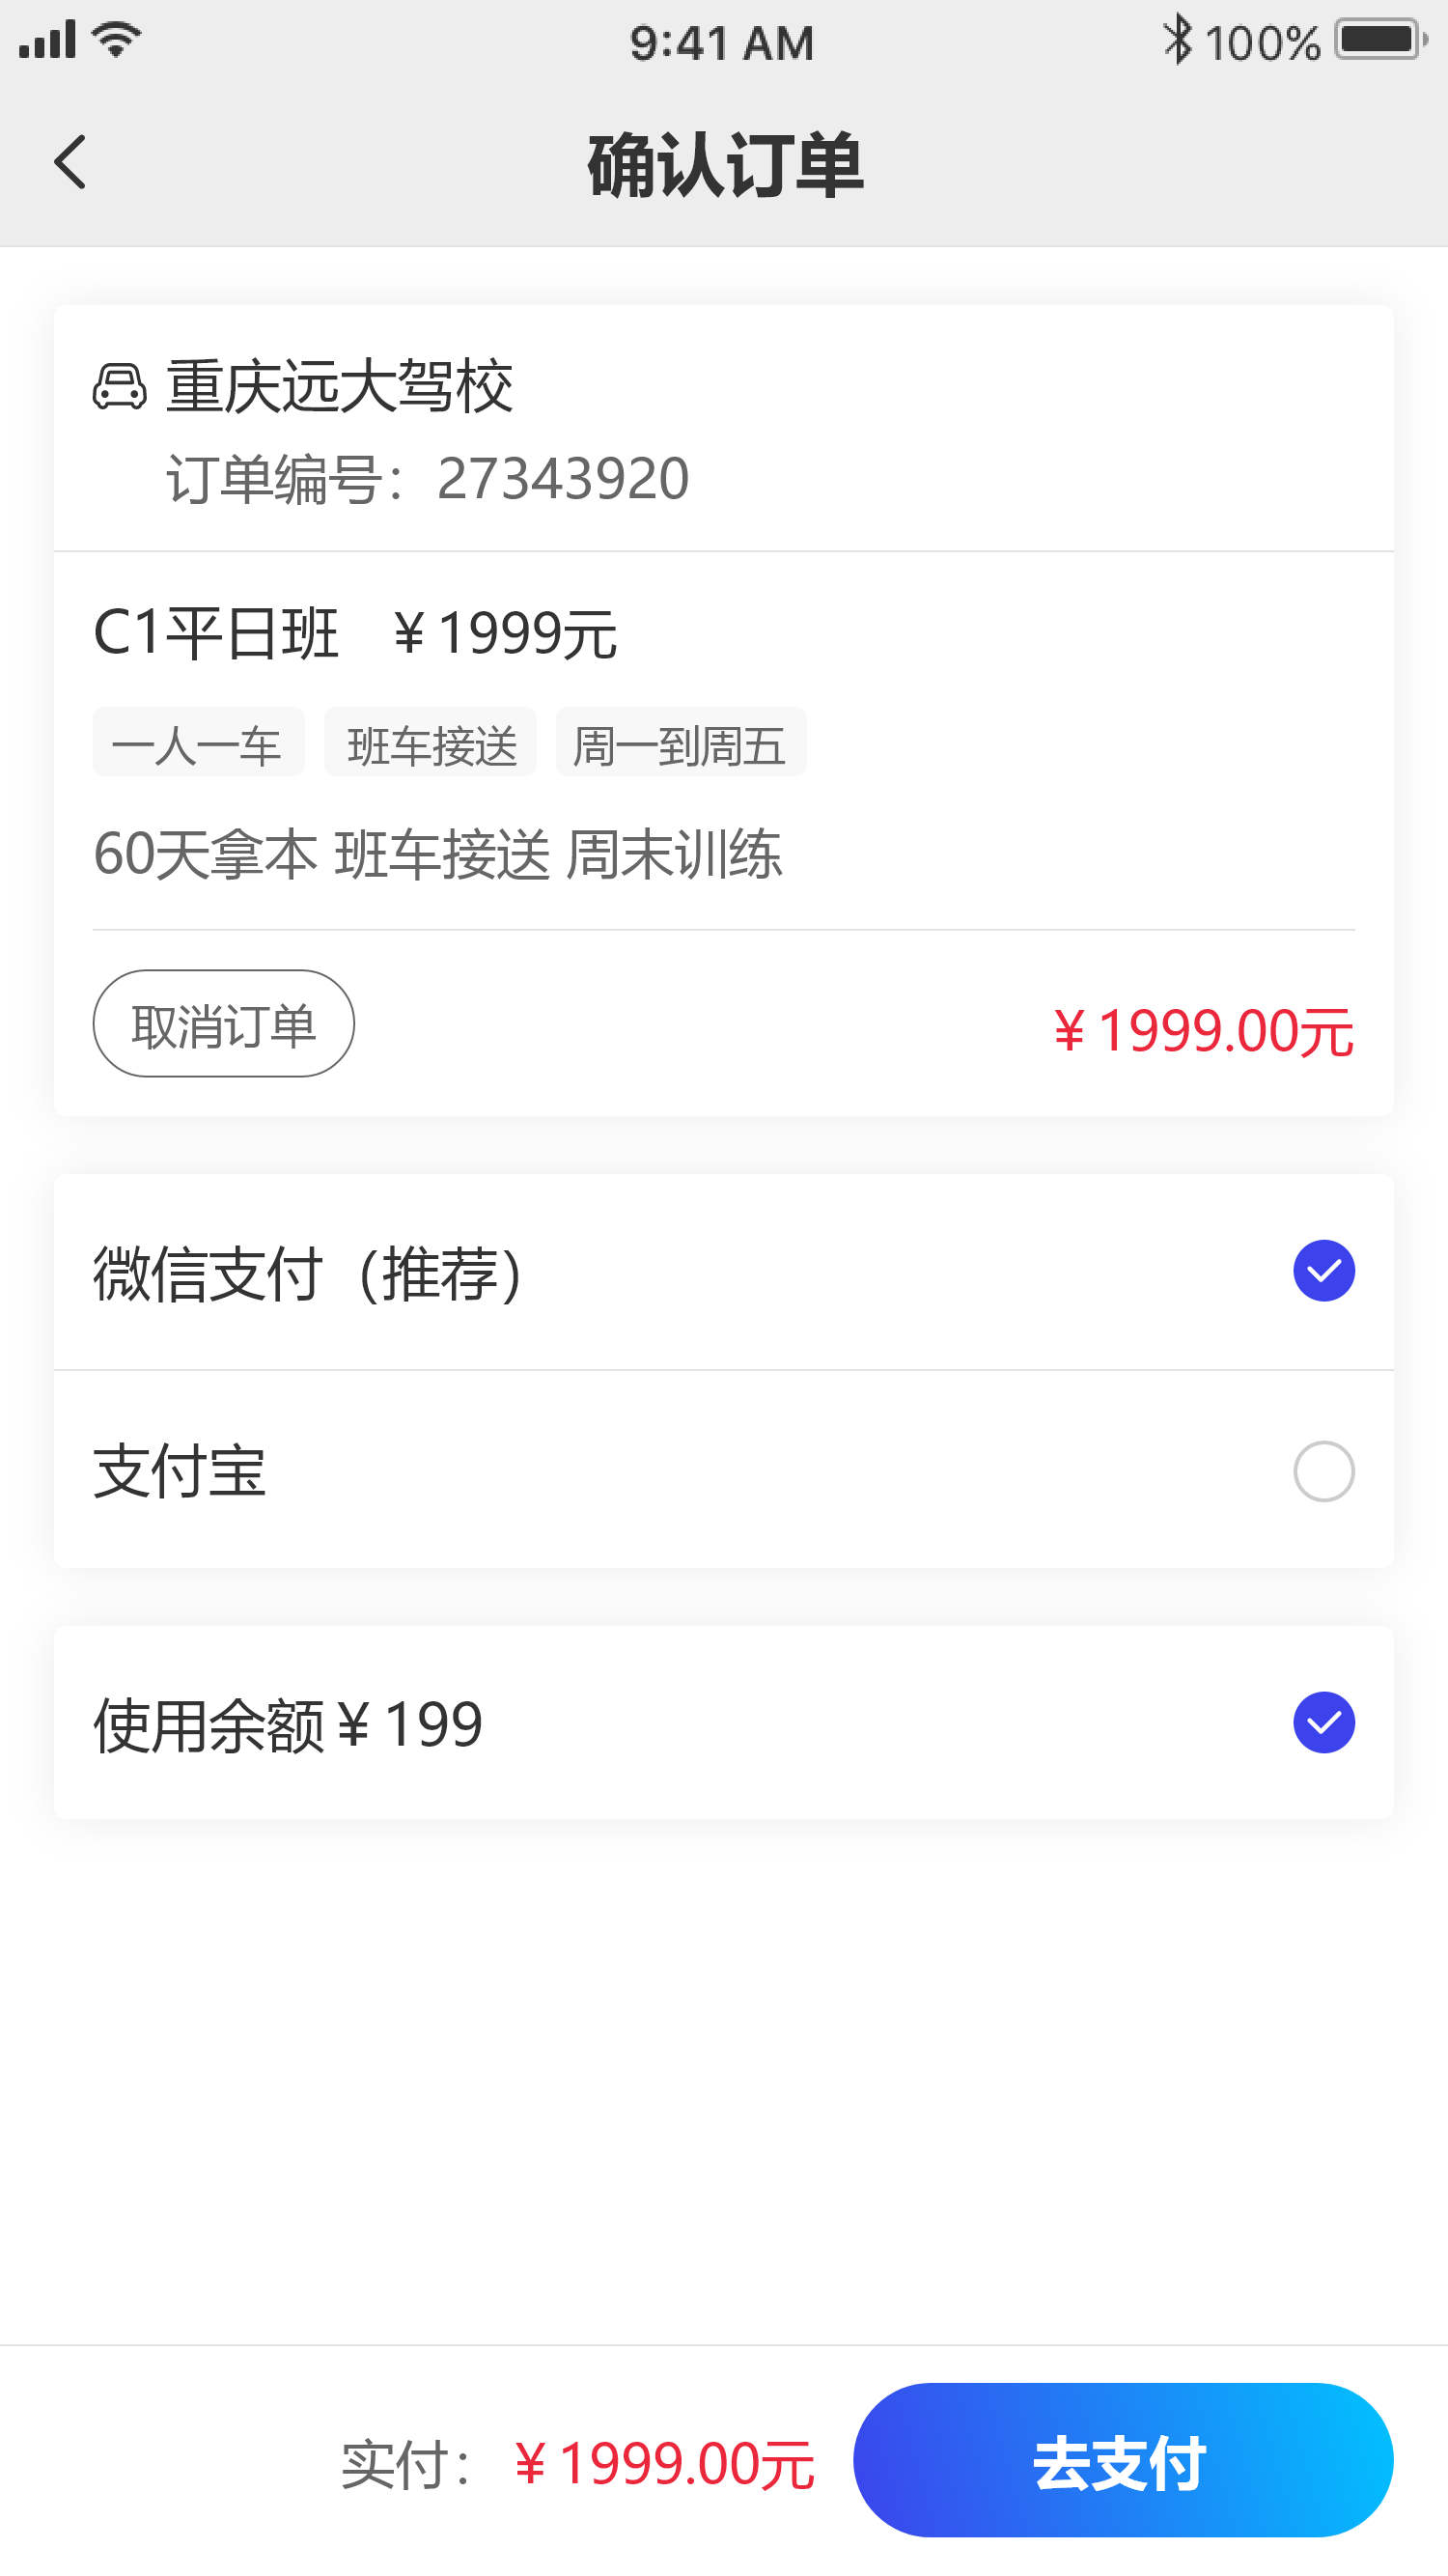 9:41 AM 100%
确认订单
重庆远大驾校
订单编号：27343920
C1平日班 ￥1999元
一人一车 班车接送 周一到周五
60天拿本 班车接送 周末训练
取消订单 ￥1999.00元
微信支付（推荐）
支付宝
使用余额￥199
实付： ￥1999.00元 去支付